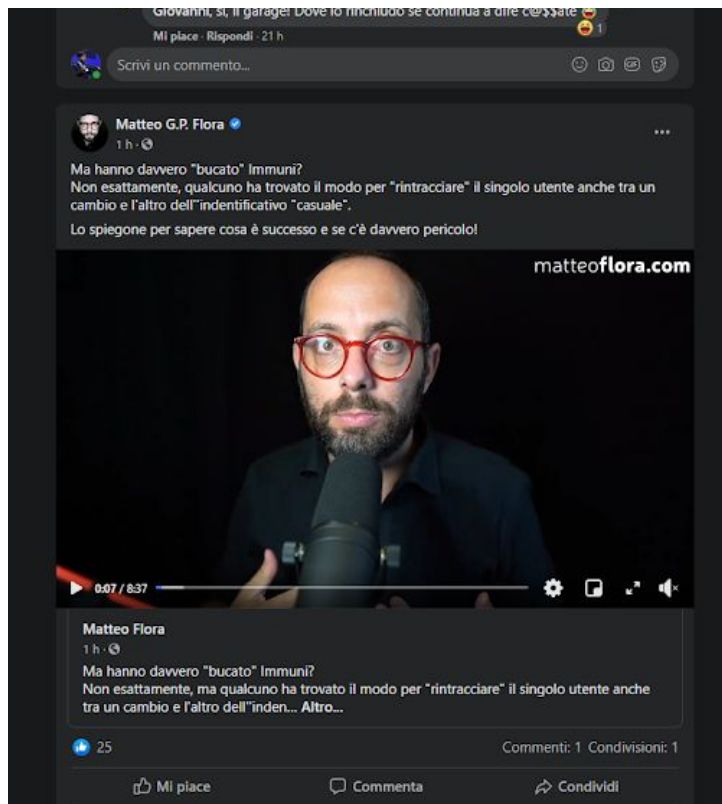 Giovanni, sì, il garage! Dove lo rinchiudo se continua a dire c@$$ate
1
Mi piace · Rispondi · 21 h
Scrivi un commento...
GIF
Matteo G.P. Flora
1 h ·
Ma hanno davvero "bucato" Immuni?
Non esattamente, qualcuno ha trovato il modo per "rintracciare" il singolo utente anche tra un
cambio e l'altro dell'"indentificativo "casuale".
Lo spiegone per sapere cosa è successo e se c'è davvero pericolo!
matteoflora.com
0:07 / 8:37
Matteo Flora
1 h ·
Ma hanno davvero "bucato" Immuni?
Non esattamente, ma qualcuno ha trovato il modo per "rintracciare" il singolo utente anche
tra un cambio e l'altro dell'"inden... Altro...
25
Commenti: 1 Condivisioni: 1
Mi piace
Commenta
Condividi